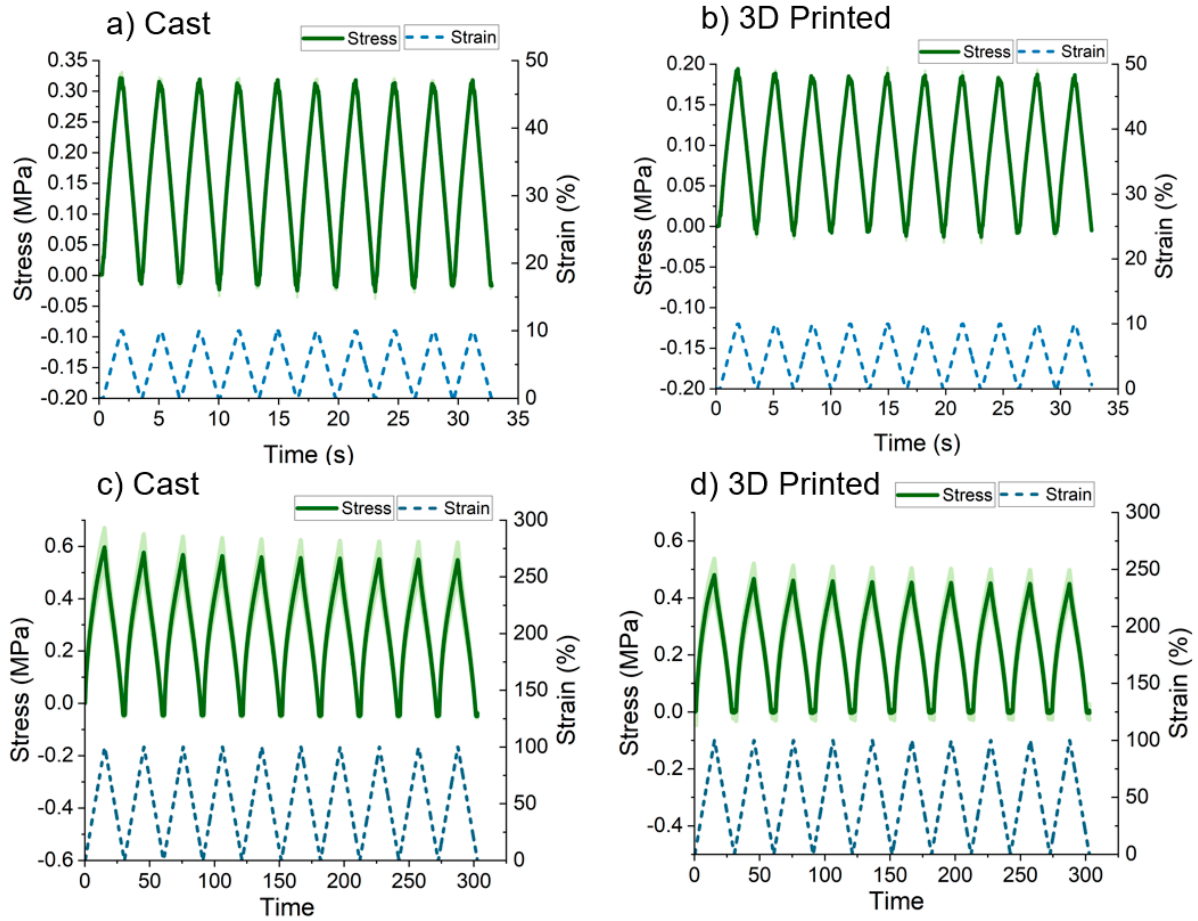 a) Cast
Stress Strain
0.35
0.30
0.25
0.20
0.15
0.10
0.05
0.00
-0.05
-0.10
-0.15
-0.20
Stress (MPa)
50
40
30
20
10
0
Strain (%)
0 5 10 15 20 25 30 35
Time (s)
b) 3D Printed
Stress Strain
0.20
0.15
0.10
0.05
0.00
-0.05
-0.10
-0.15
-0.20
Stress (MPa)
50
40
30
20
10
0
Strain (%)
0 5 10 15 20 25 30 35
Time (s)
c) Cast
Stress Strain
0.6
0.4
0.2
0.0
-0.2
-0.4
-0.6
Stress (MPa)
300
250
200
150
100
50
0
Strain (%)
0 50 100 150 200 250 300
Time
d) 3D Printed
Stress Strain
0.6
0.4
0.2
0.0
-0.2
-0.4
Stress (MPa)
300
250
200
150
100
50
0
Strain (%)
0 50 100 150 200 250 300
Time